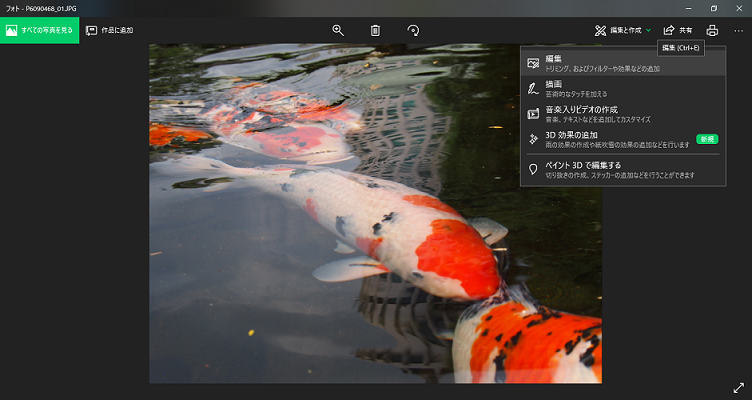 フォト - P6090468_01.JPG
すべての写真を見る
作品に追加
編集と作成
共有
編集 (Ctrl+E)
編集
トリミング、およびフィルターや効果などの追加
描画
芸術的なタッチを加える
音楽入りビデオの作成
音楽、テキストなどを追加してカスタマイズ
3D 効果の追加
雨の効果の作成や紙吹雪の効果の追加などを行います
新規
ペイント 3D で編集する
切り抜きの作成、ステッカーの追加などを行うことができます